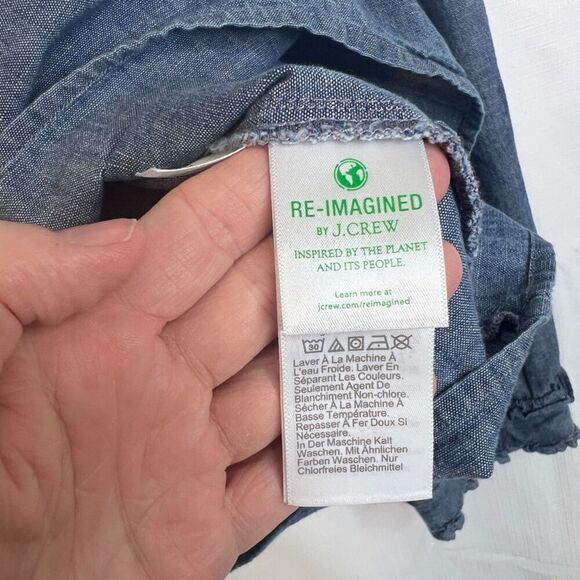 RE-IMAGINED
BY J.CREW
INSPIRED BY THE PLANET
AND ITS PEOPLE.
Learn more at
jcrew.com/reimagined
30
Laver À La Machine À
L'eau Froide. Laver En
Séparant Les Couleurs.
Seulement Agent De
Blanchiment Non-chlore.
Sécher À La Machine À
Basse Température.
Repasser À Fer Doux Si
Nécessaire.
In Der Maschine Kalt
Waschen. Mit Ähnlichen
Farben Waschen. Nur
Chlorfreies Bleichmittel